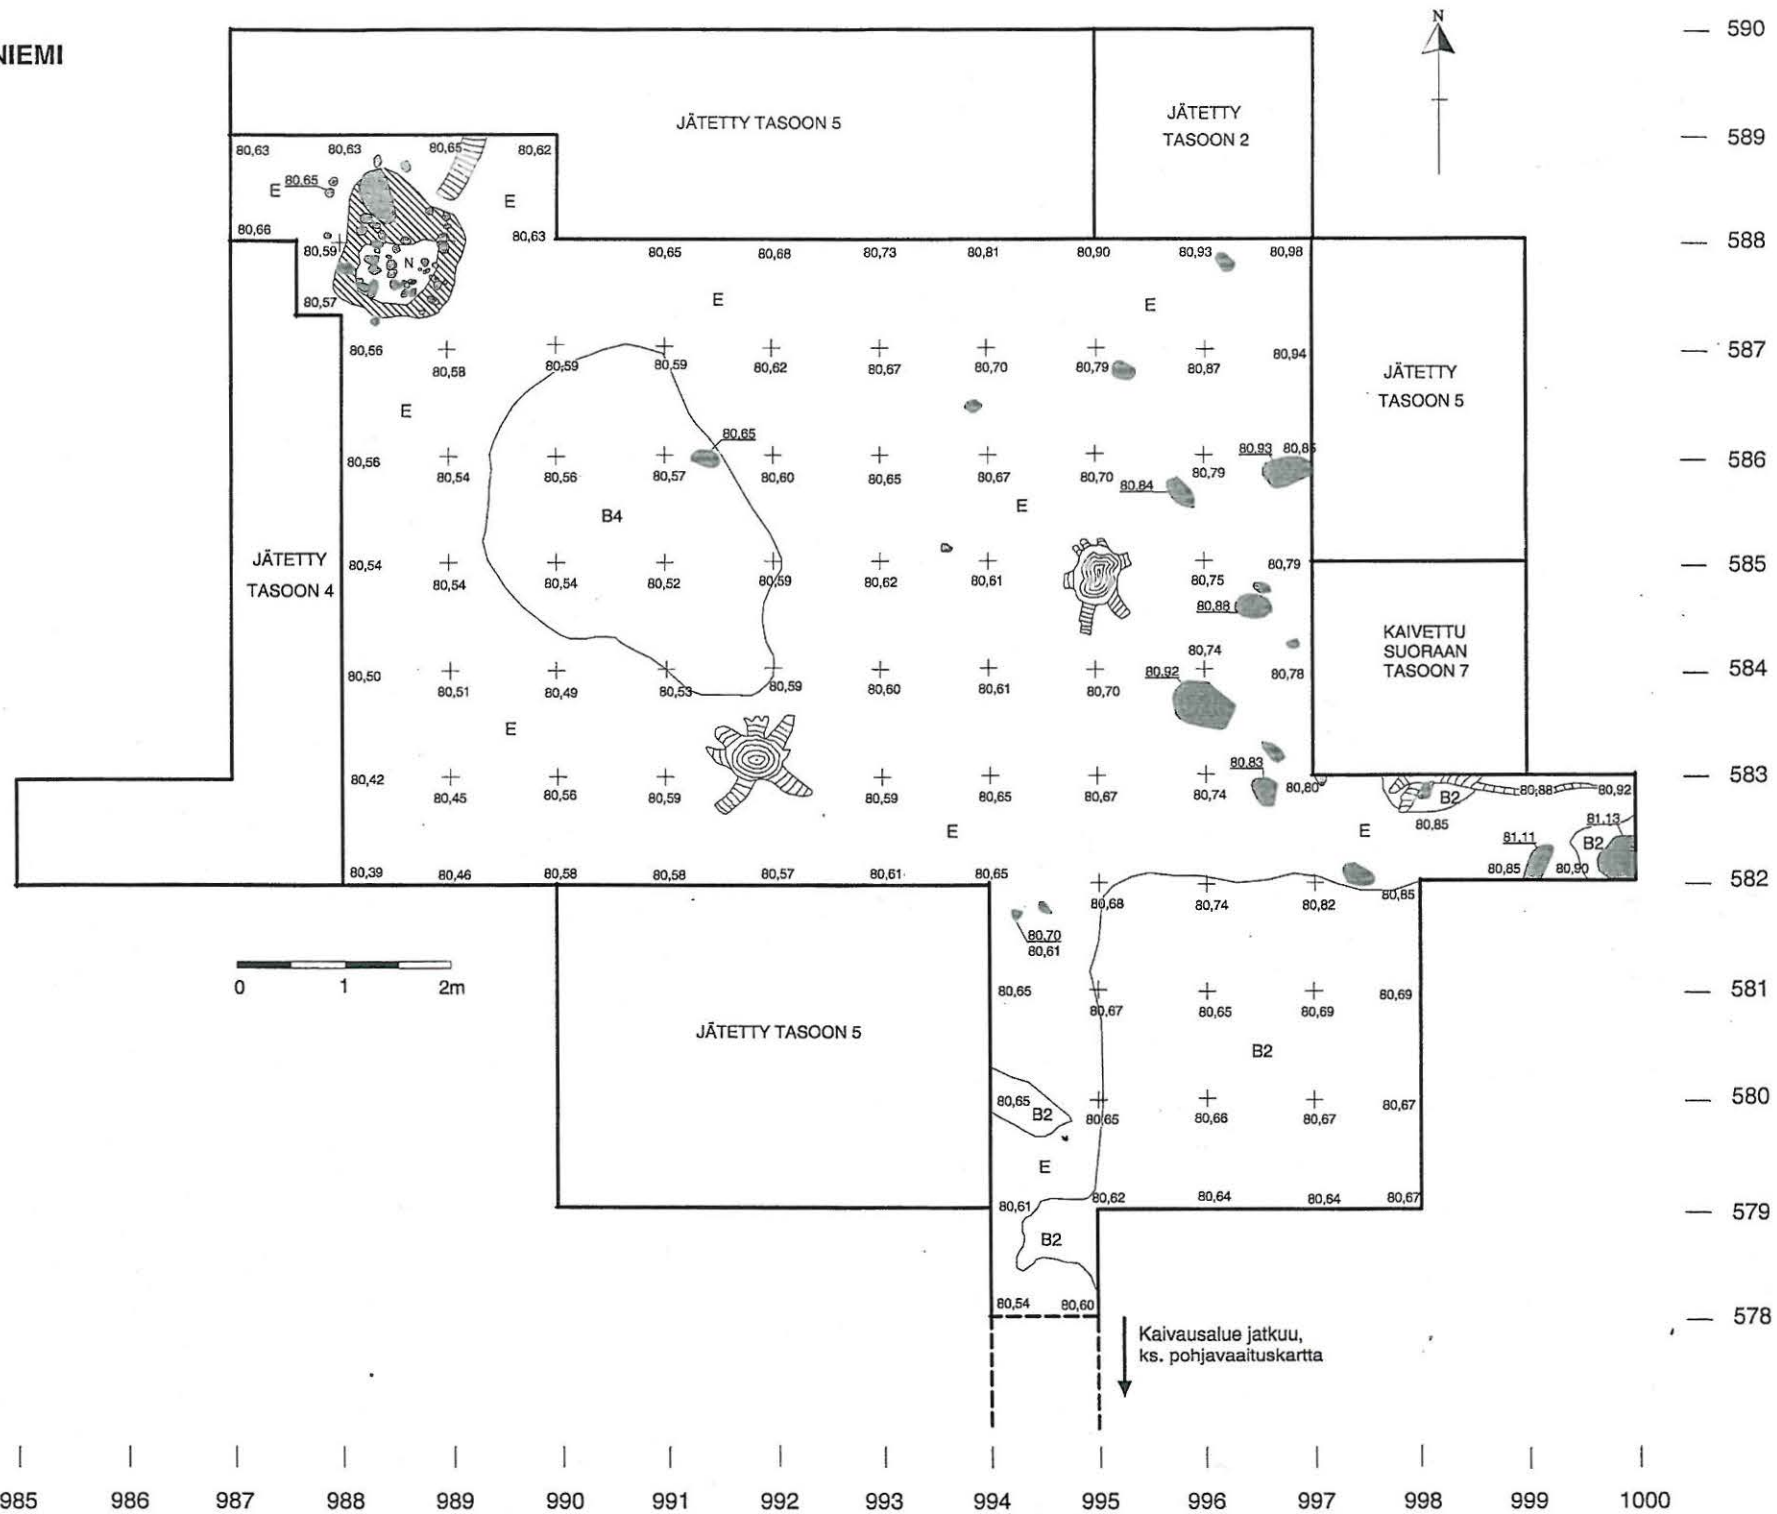 NIEMI
N
590
JÄTETTY TASOON 5
JÄTETTY
TASOON 2
589
80,63 80,63 80,65 80,62
E 80,65 E
80,66 80,59 N 80,63
80,65 80,68 80,73 80,81 80,90 80,93 80,98
588
80,57
E E
80,56 80,58 80,59 80,59 80,62 80,67 80,70 80,79 80,87 80,94
587
JÄTETTY
TASOON 5
E
80,65
80,93
586
80,56 80,54 80,56 80,57 80,60 80,65 80,67 80,70 80,79
80,84
E
B4
JÄTETTY
TASOON 4
80,54 80,54 80,54 80,52 80,59 80,62 80,61 80,75 80,79
585
80,88
KAIVETTU
SUORAAN
TASOON 7
80,74
80,92
584
80,50 80,51 80,49 80,53 80,59 80,60 80,61 80,70 80,78
E
80,83
583
80,42 80,45 80,56 80,59 80,59 80,65 80,67 80,74 80,80
B2 80,88 80,92
80,85
E E
81,13
81,11
B2
80,85 80,90
582
80,39 80,46 80,58 80,58 80,57 80,61 80,65
80,68 80,74 80,82 80,85
80,70
80,61
0 1 2m
581
80,65 80,67 80,65 80,69 80,69
JÄTETTY TASOON 5
B2
580
80,65 B2 80,65 80,66 80,67 80,67
E
579
80,61 80,62 80,64 80,64 80,67
B2
80,54 80,60
578
Kaivausalue jatkuu,
ks. pohjavaaituskartta
985 986 987 988 989 990 991 992 993 994 995 996 997 998 999 1000